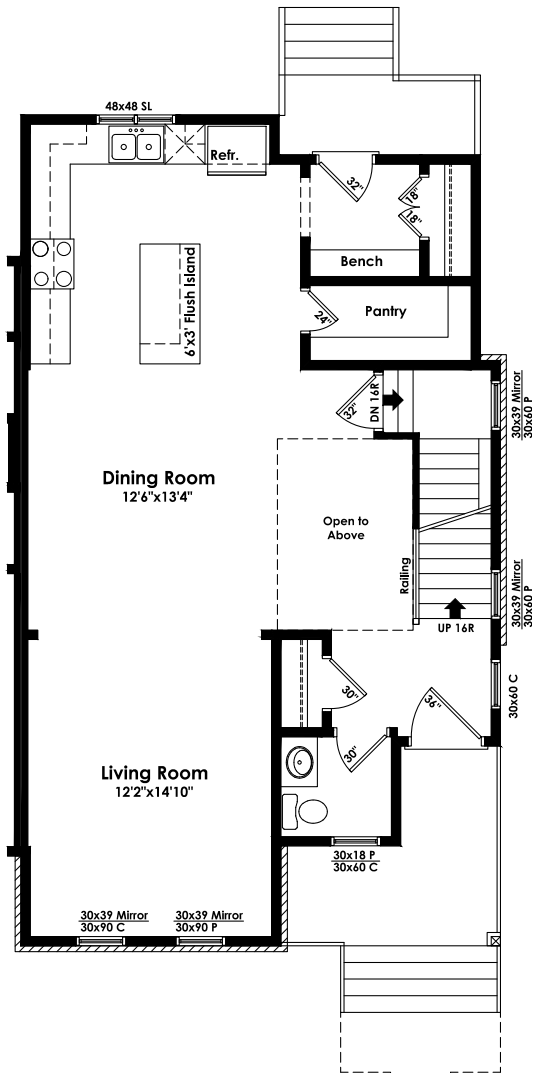 48x48 SL
Refr.
32"
18"
18"
Bench
6'x3' Flush Island
24"
Pantry
32"
DN 16R
30x39 Mirror
30x60 P
Dining Room
12'6"x13'4"
Open to
Above
Railing
30x39 Mirror
30x60 P
UP 16R
30x60 C
30"
36"
30"
Living Room
12'2"x14'10"
30x18 P
30x60 C
30x39 Mirror
30x90 C
30x39 Mirror
30x90 P